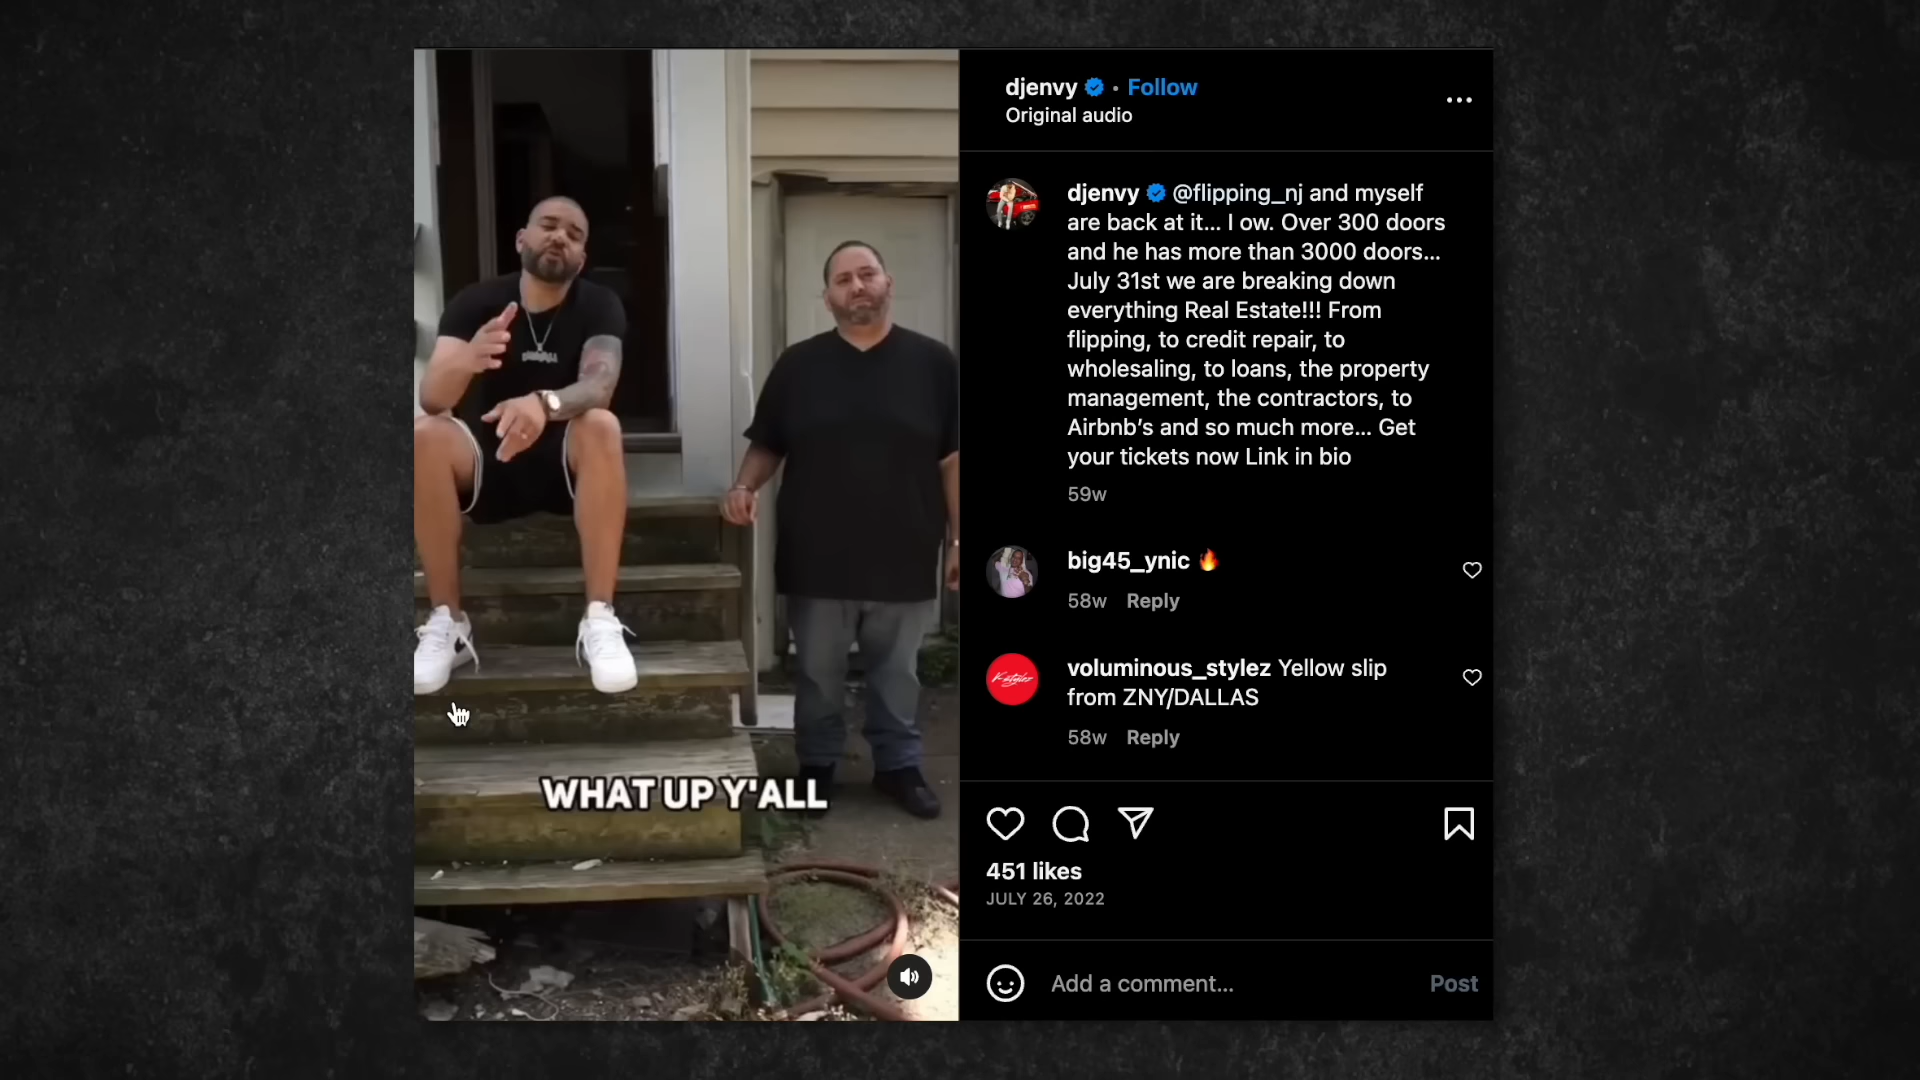 WHAT UP Y'ALL
djenvy • Follow
Original audio
djenvy @flipping_nj and myself
are back at it... I ow. Over 300 doors
and he has more than 3000 doors...
July 31st we are breaking down
everything Real Estate!!! From
flipping, to credit repair, to
wholesaling, to loans, the property
management, the contractors, to
Airbnb's and so much more... Get
your tickets now Link in bio
59w
big45_ynic 🔥
58w Reply
voluminous_stylez Yellow slip
from ZNY/DALLAS
58w Reply
451 likes
JULY 26, 2022
Add a comment...
Post